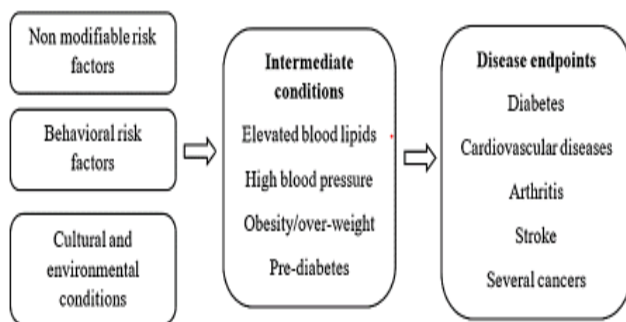 Non modifiable risk
factors
Behavioral risk
factors
Cultural and
environmental
conditions
Intermediate
conditions
Elevated blood lipids
High blood pressure
Obesity/over-weight
Pre-diabetes
Disease endpoints
Diabetes
Cardiovascular diseases
Arthritis
Stroke
Several cancers